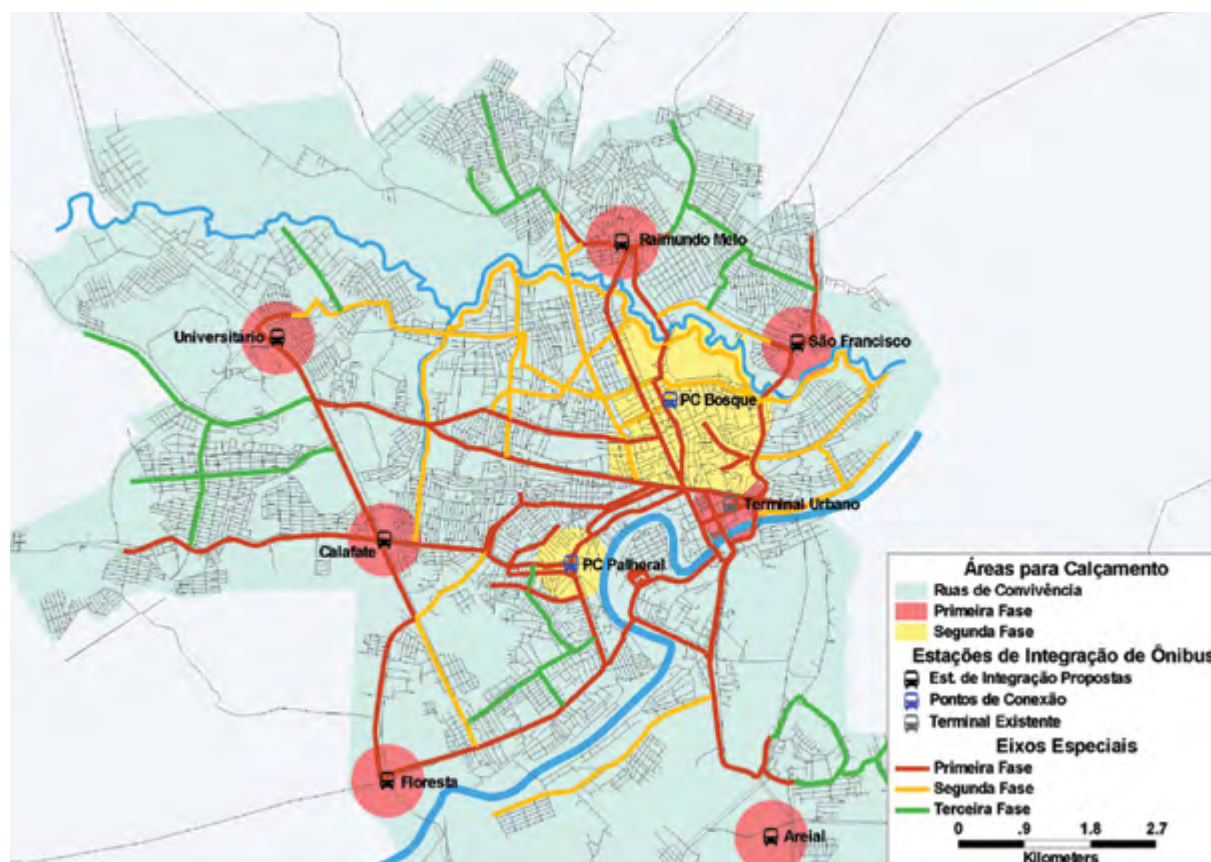 Raimundo Melo
Universitário
São Francisco
PC Bosque
Terminal Urbano
Calafate
PC Palheral
Floresta
Areial
Áreas para Calçamento
Ruas de Convivência
Primeira Fase
Segunda Fase
Estações de Integração de Ônibus
Est. de Integração Propostas
Pontos de Conexão
Terminal Existente
Eixos Especiais
Primeira Fase
Segunda Fase
Terceira Fase
0 .9 1.8 2.7
Kilometers